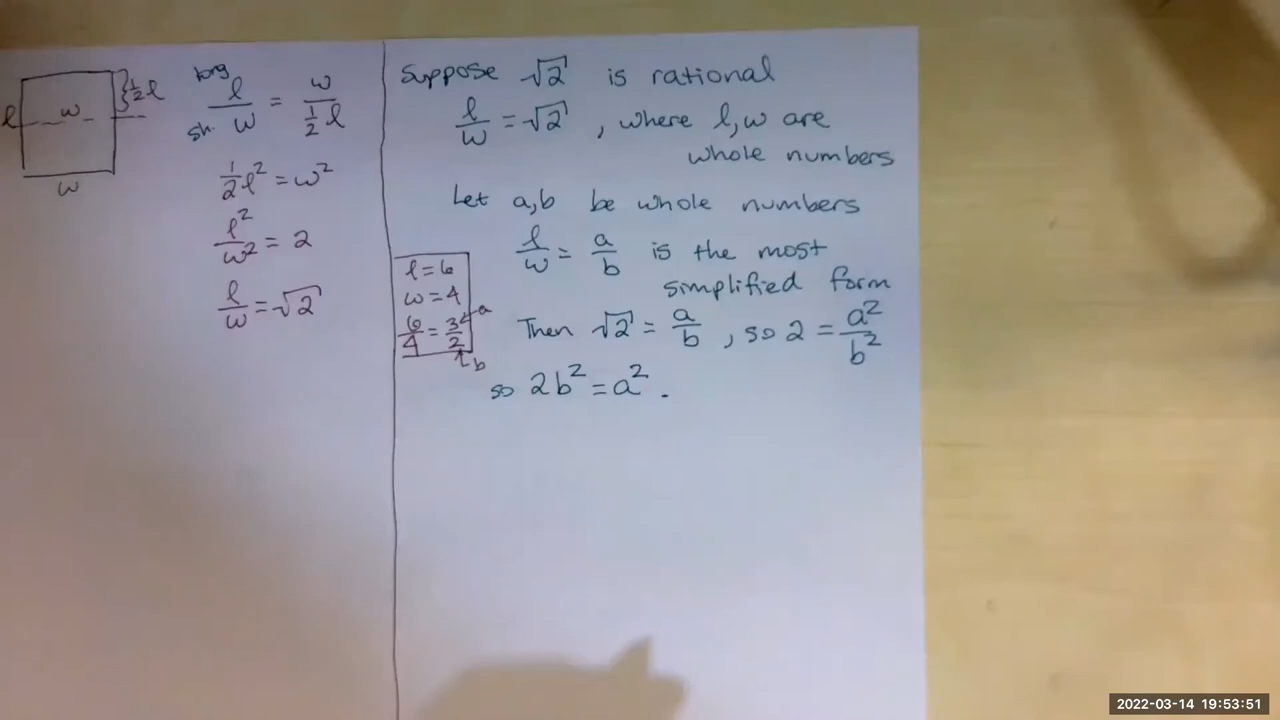 l
w
w
}½l
long
sh.
l/w = w/(½l)
½l² = w²
l²/w² = 2
l/w = √2
Suppose √2 is rational
l/w = √2, where l,w are
whole numbers
Let a,b be whole numbers
l/w = a/b is the most
simplified form
l=6
w=4
6/4 = 3/2
a
b
Then √2 = a/b, so 2 = a²/b²
so 2b² = a².
2022-03-14 19:53:51